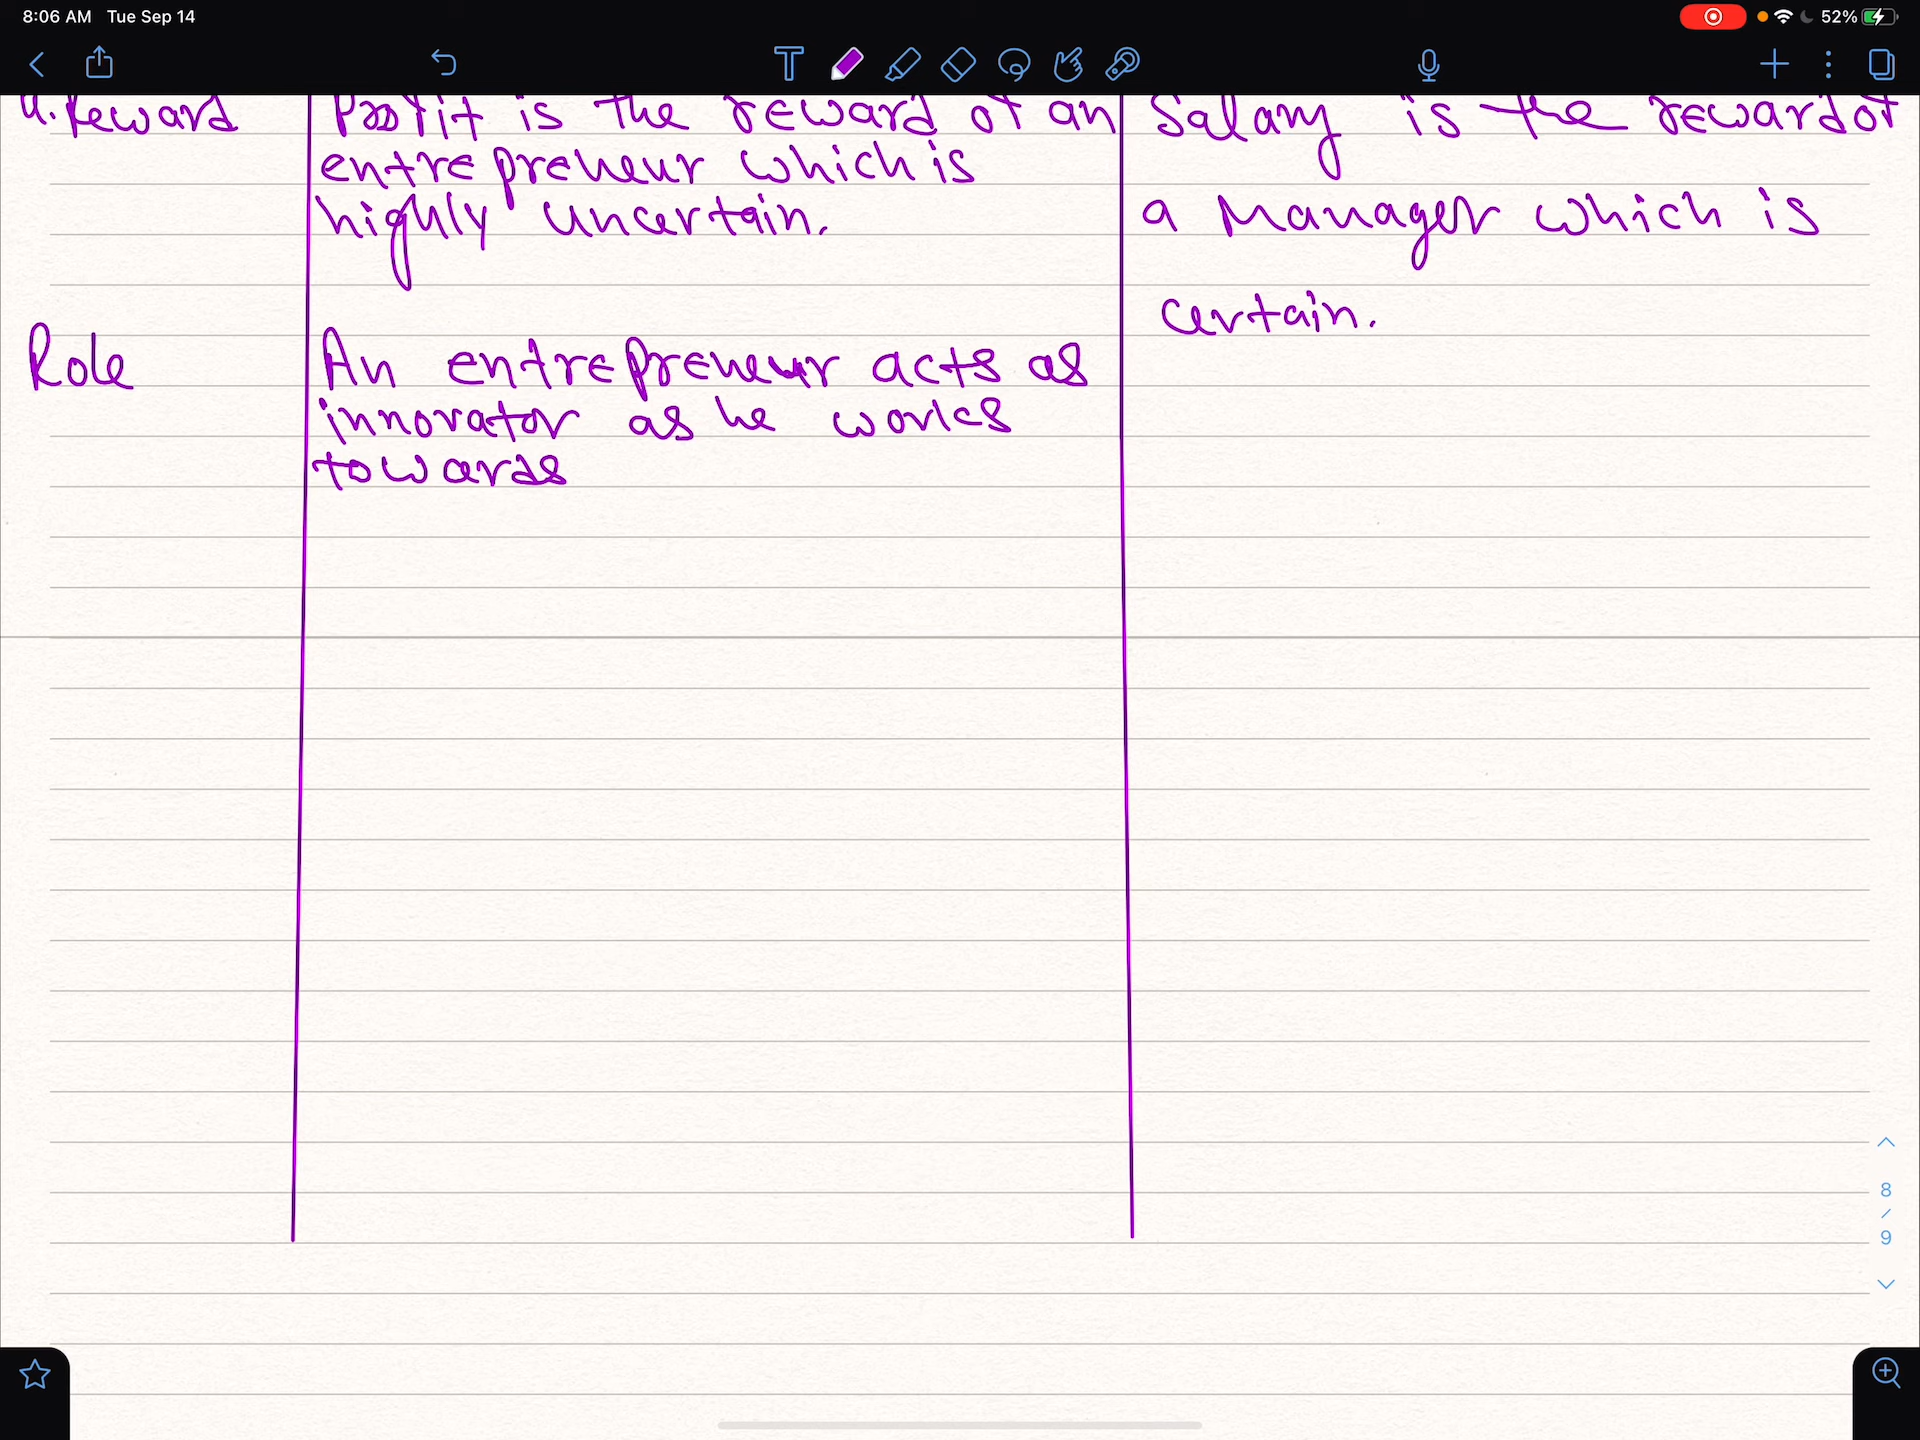 8:06 AM Tue Sep 14
52%
4. Reward
Profit is the reward of an
entrepreneur which is
highly uncertain.
Salary is the reward of
a Manager which is
certain.
Role
An entrepreneur acts as
innovator as he works
towards
8
/
9